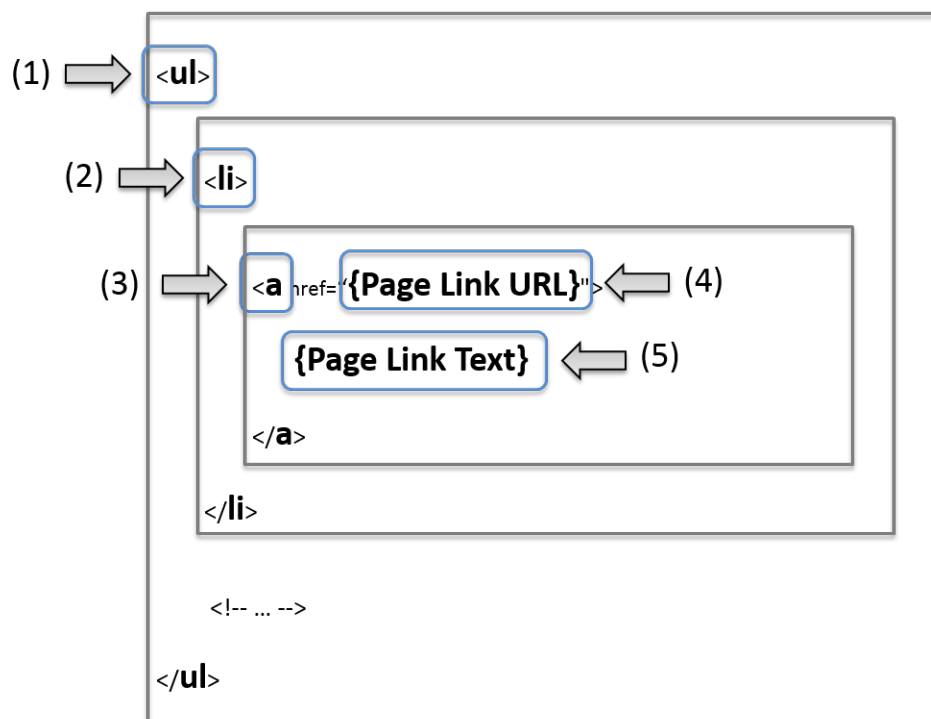 (1) <ul>
(2) <li>
(3) <a href="{Page Link URL}"> (4)
{Page Link Text} (5)
</a>
</li>
<!-- ... -->
</ul>